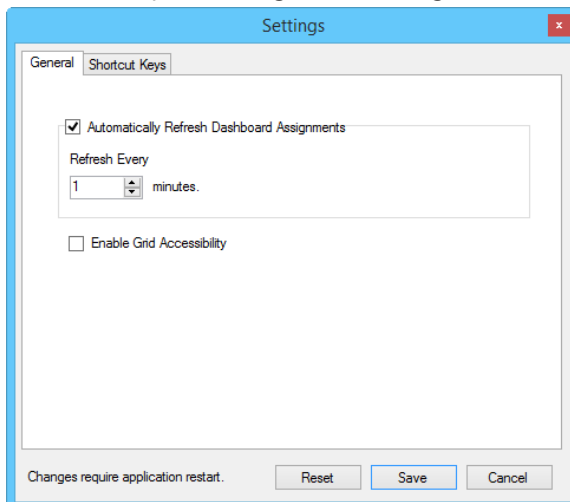 Settings
x
General Shortcut Keys
Automatically Refresh Dashboard Assignments
Refresh Every
1 minutes.
Enable Grid Accessibility
Changes require application restart. Reset Save Cancel